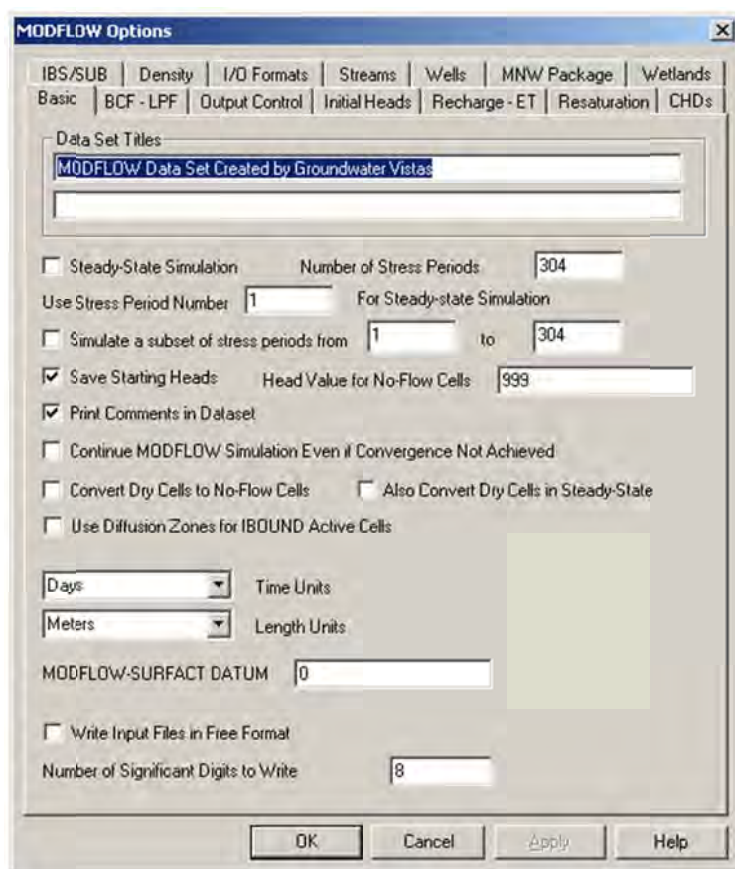 MODFLOW Options
IBS/SUB Density I/O Formats Streams Wells MNW Package Wetlands
Basic BCF - LPF Output Control Initial Heads Recharge - ET Resaturation CHDs
Data Set Titles
MODFLOW Data Set Created by Groundwater Vistas
Steady-State Simulation Number of Stress Periods 304
Use Stress Period Number 1 For Steady-state Simulation
Simulate a subset of stress periods from 1 to 304
Save Starting Heads Head Value for No-Flow Cells 999
Print Comments in Dataset
Continue MODFLOW Simulation Even if Convergence Not Achieved
Convert Dry Cells to No-Flow Cells Also Convert Dry Cells in Steady-State
Use Diffusion Zones for IBOUND Active Cells
Days Time Units
Meters Length Units
MODFLOW-SURFACT DATUM 0
Write Input Files in Free Format
Number of Significant Digits to Write 8
OK Cancel Apply Help